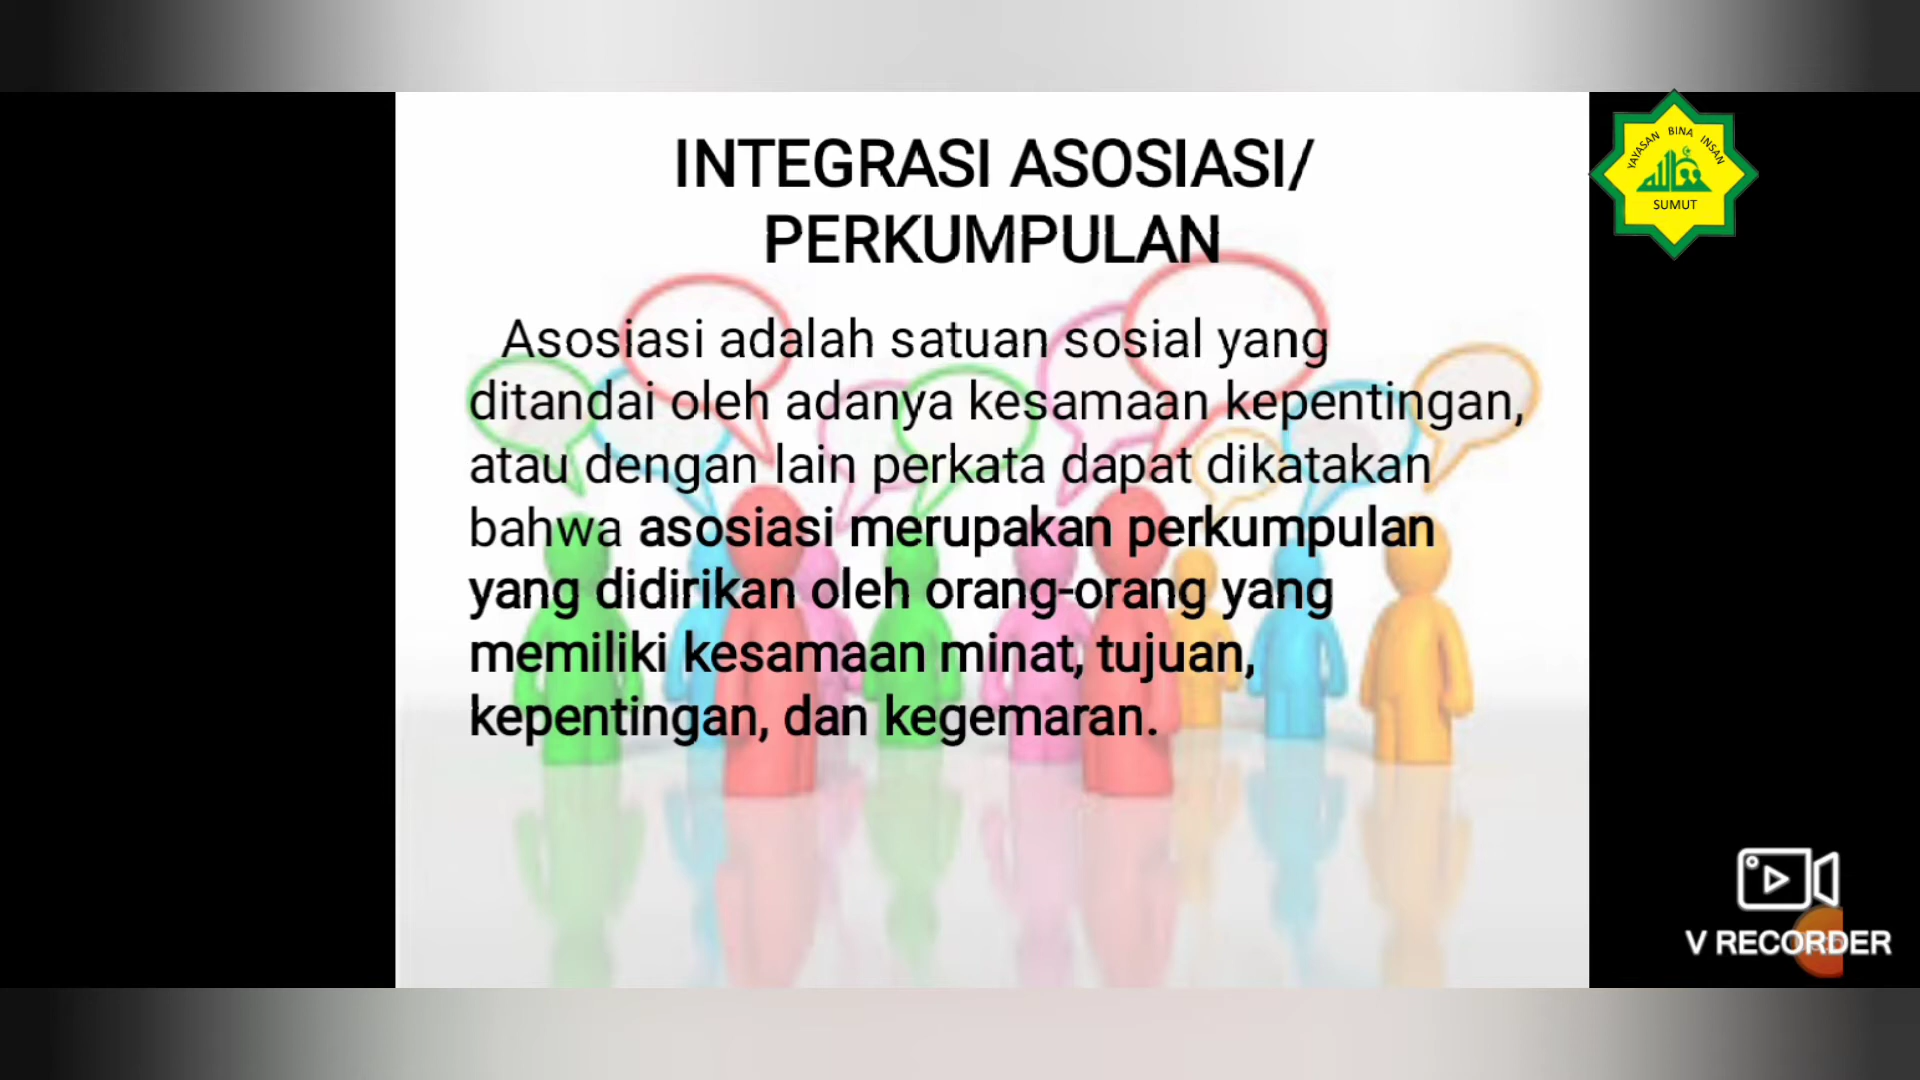 INTEGRASI ASOSIASI/
PERKUMPULAN
Asosiasi adalah satuan sosial yang
ditandai oleh adanya kesamaan kepentingan,
atau dengan lain perkata dapat dikatakan
bahwa asosiasi merupakan perkumpulan
yang didirikan oleh orang-orang yang
memiliki kesamaan minat, tujuan,
kepentingan, dan kegemaran.
YAYASAN BINA INSAN
SUMUT
V RECORDER